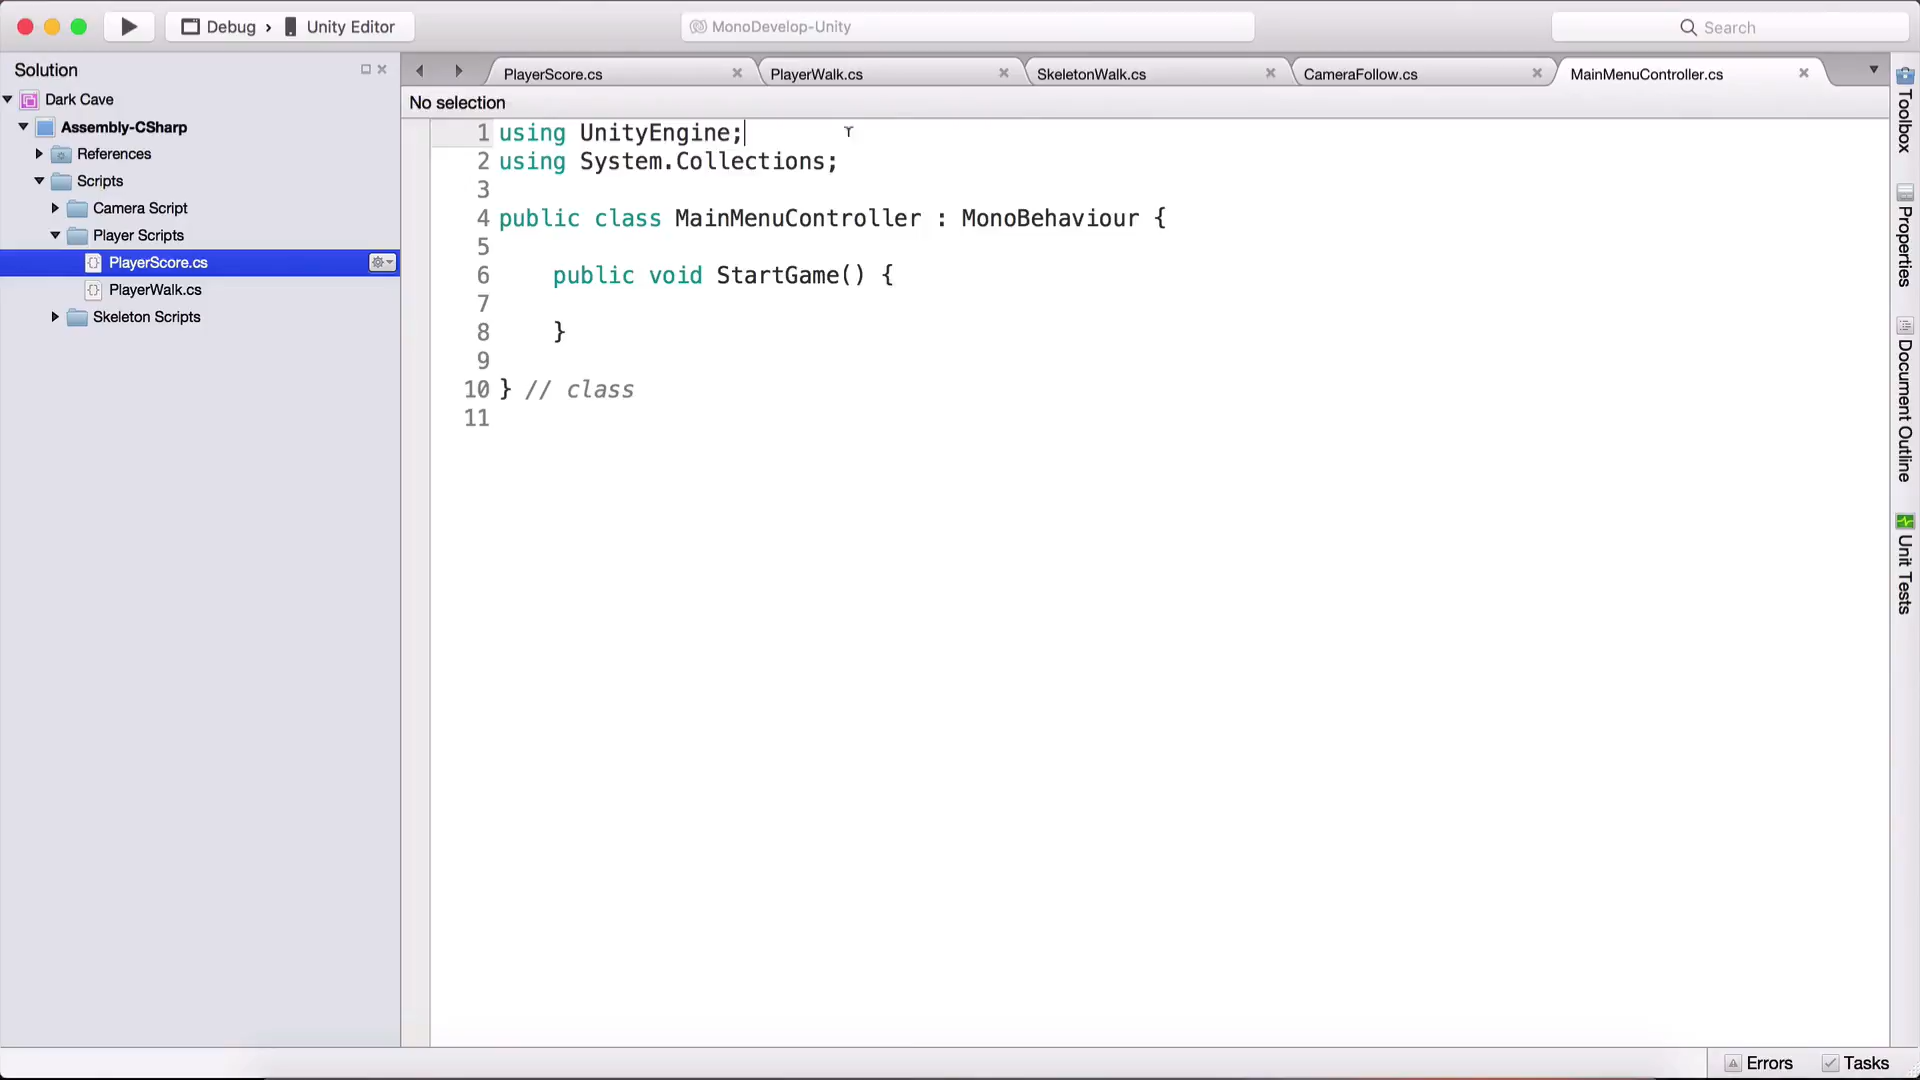 Debug › Unity Editor
MonoDevelop-Unity
Search
Solution
PlayerScore.cs
PlayerWalk.cs
SkeletonWalk.cs
CameraFollow.cs
MainMenuController.cs
No selection
Dark Cave
Assembly-CSharp
References
Scripts
Camera Script
Player Scripts
PlayerScore.cs
PlayerWalk.cs
Skeleton Scripts
1 using UnityEngine;
2 using System.Collections;
3
4 public class MainMenuController : MonoBehaviour {
5
6 public void StartGame() {
7
8 }
9
10 } // class
11
Toolbox
Properties
Document Outline
Unit Tests
Errors
Tasks